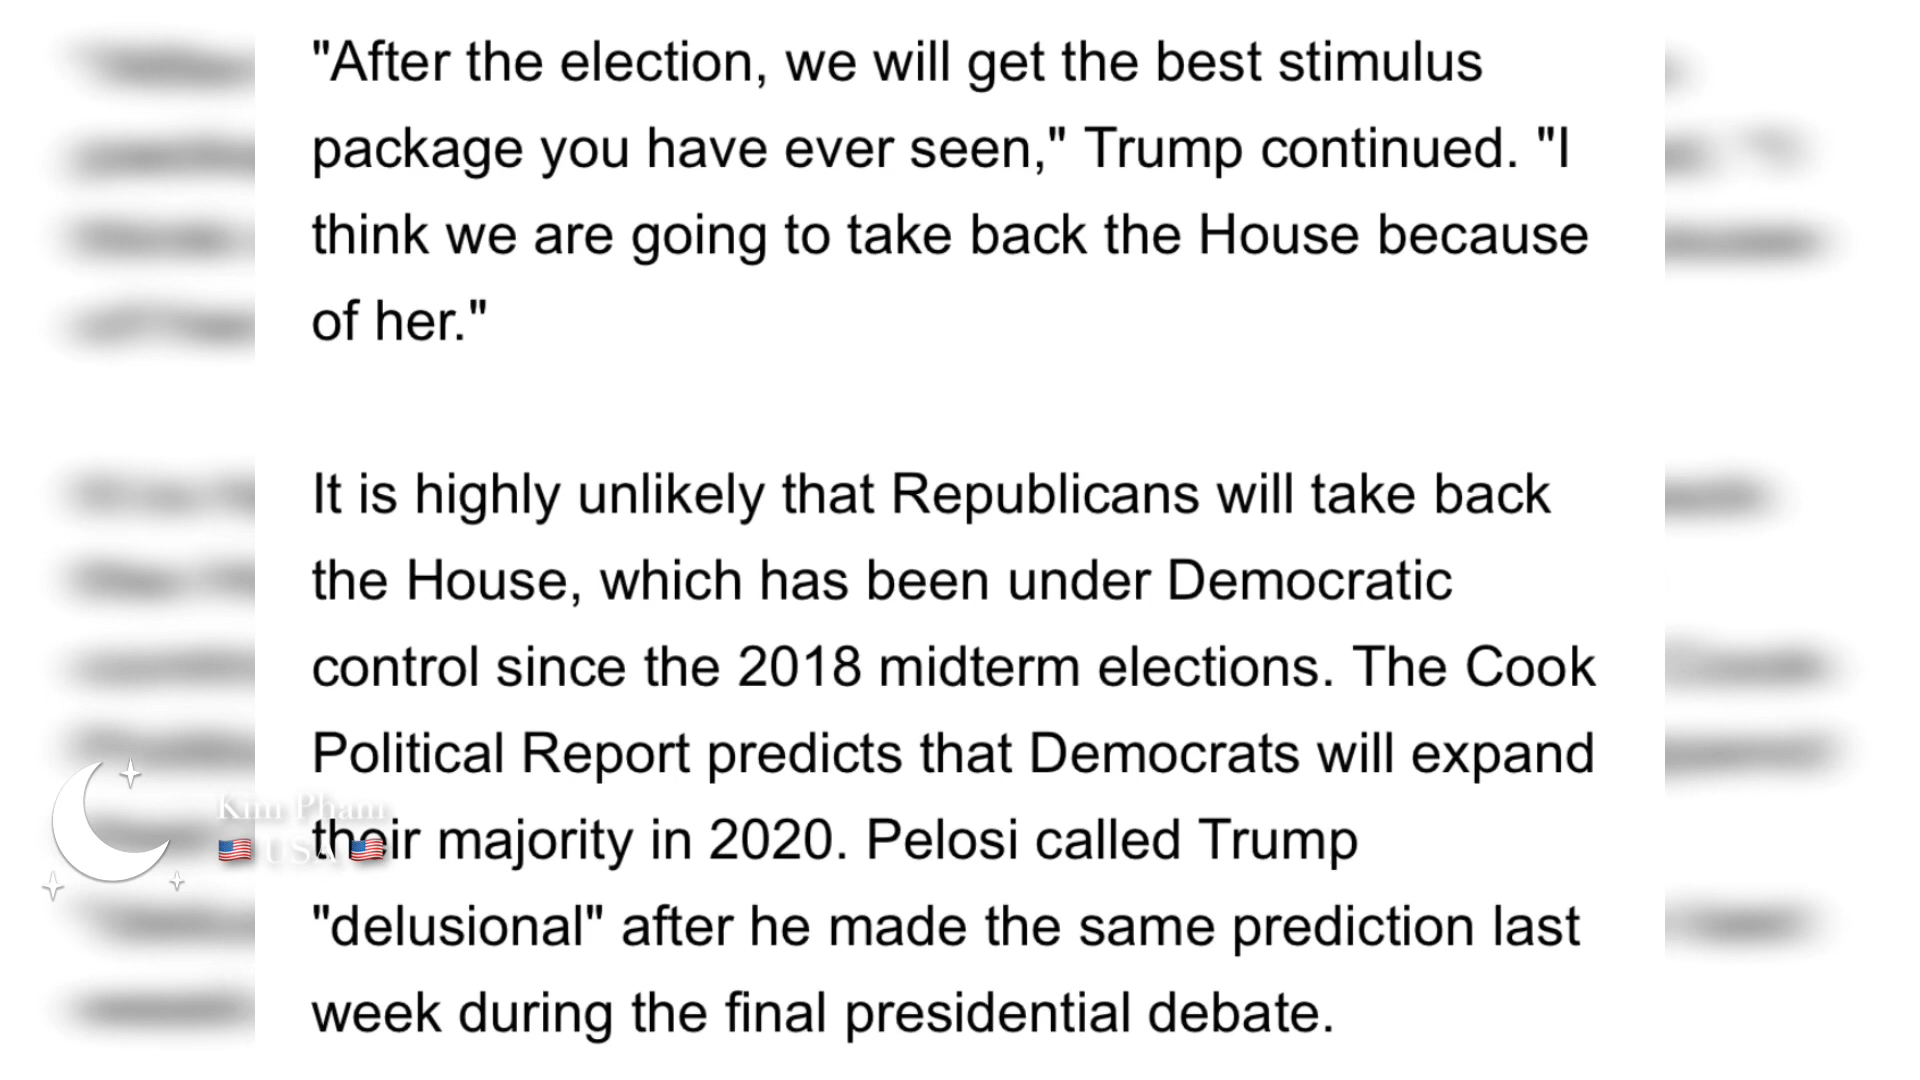 "After the election, we will get the best stimulus
package you have ever seen," Trump continued. "I
think we are going to take back the House because
of her."
It is highly unlikely that Republicans will take back
the House, which has been under Democratic
control since the 2018 midterm elections. The Cook
Political Report predicts that Democrats will expand
their majority in 2020. Pelosi called Trump
"delusional" after he made the same prediction last
week during the final presidential debate.
Kim Pham
🇺🇸 USA 🇺🇸